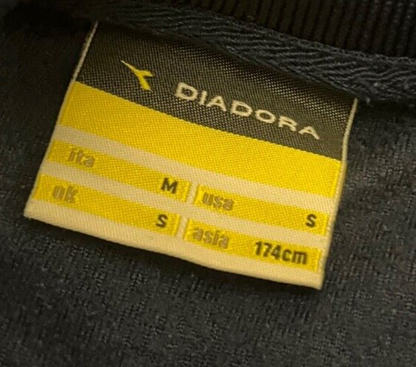 DIADORA
ita M usa S
uk S asia 174cm